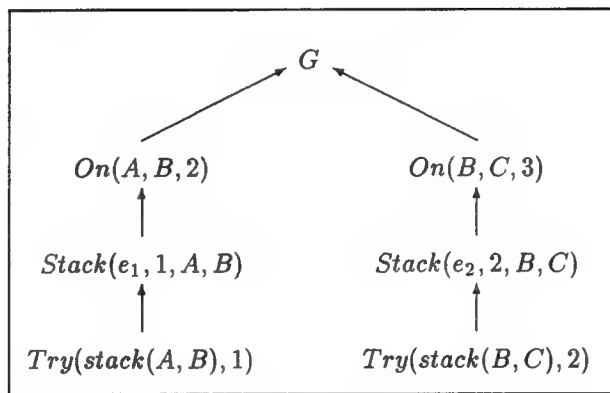 G
On(A, B, 2) On(B, C, 3)
Stack(e₁, 1, A, B) Stack(e₂, 2, B, C)
Try(stack(A, B), 1) Try(stack(B, C), 2)